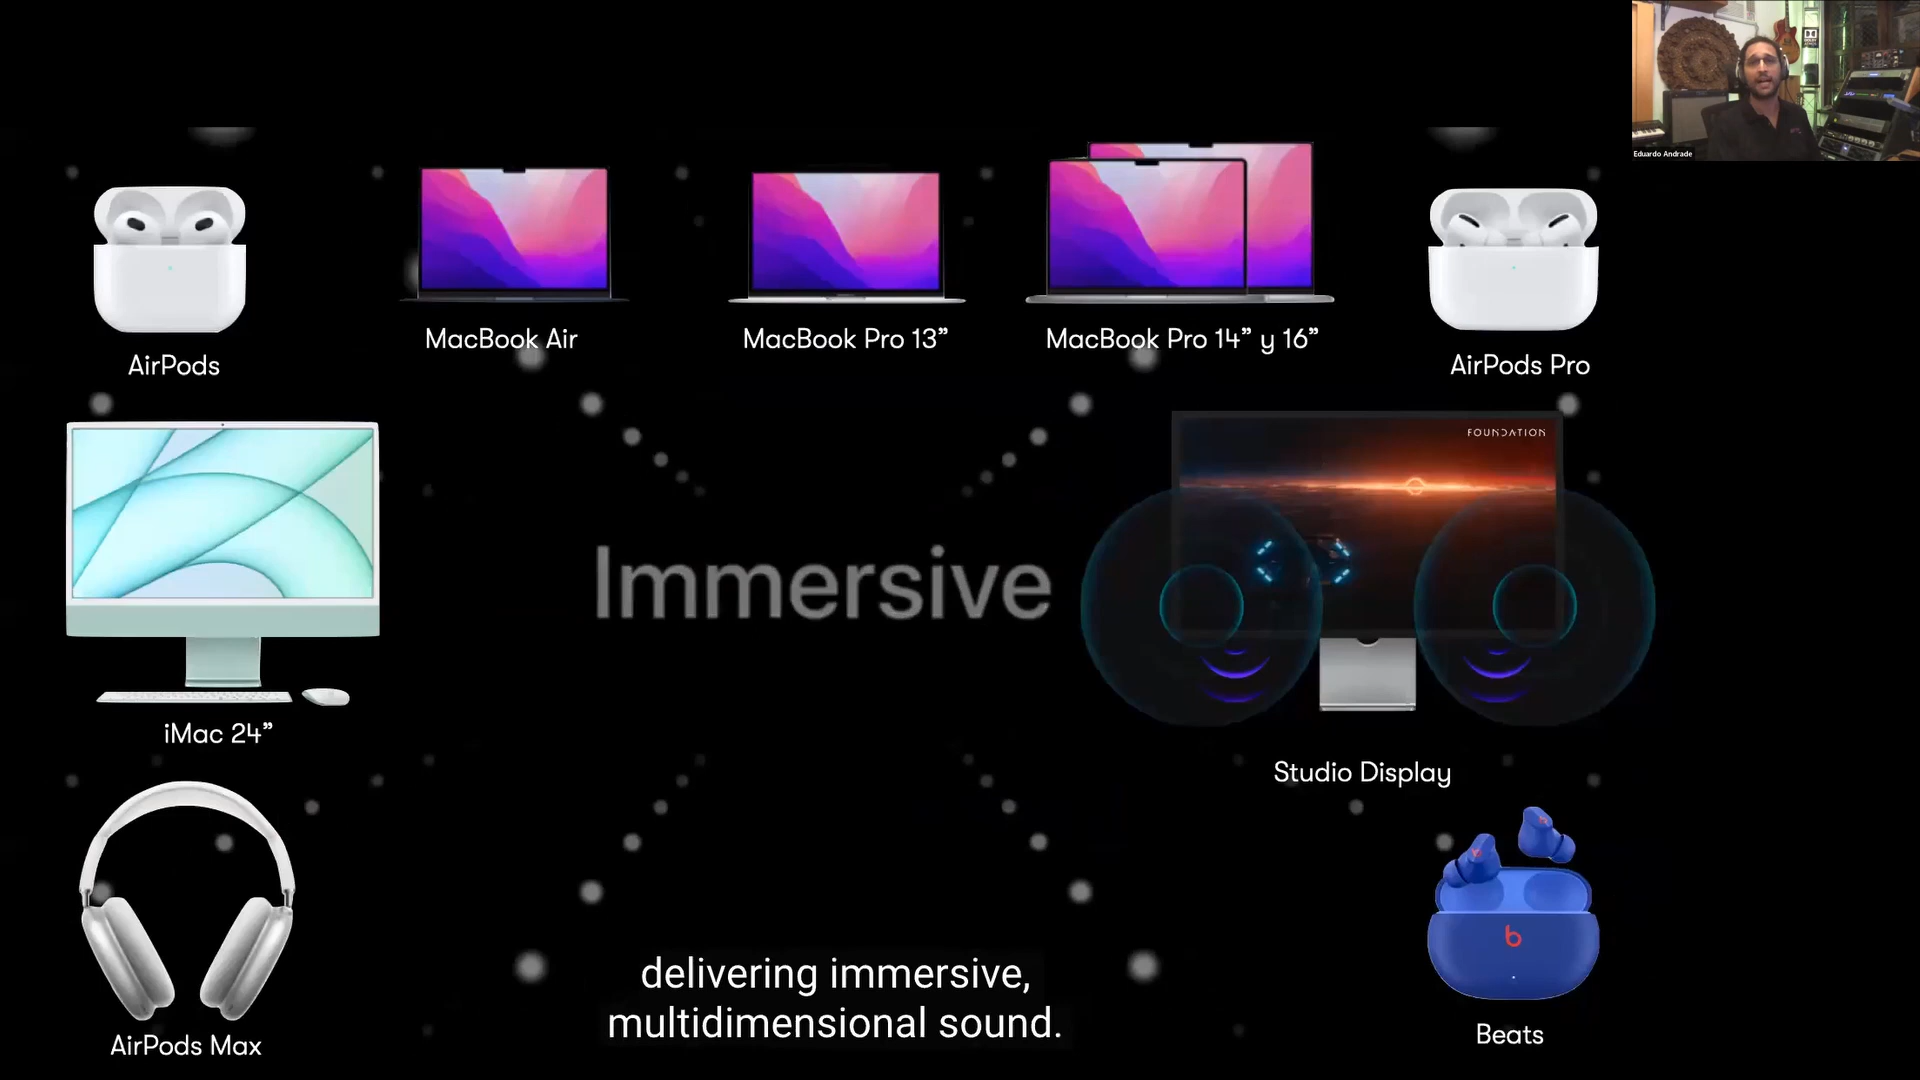 Eduardo Andrade
MacBook Air
MacBook Pro 13”
MacBook Pro 14” y 16”
AirPods
AirPods Pro
FOUNDATION
Immersive
iMac 24”
Studio Display
b
delivering immersive,
multidimensional sound.
AirPods Max
Beats